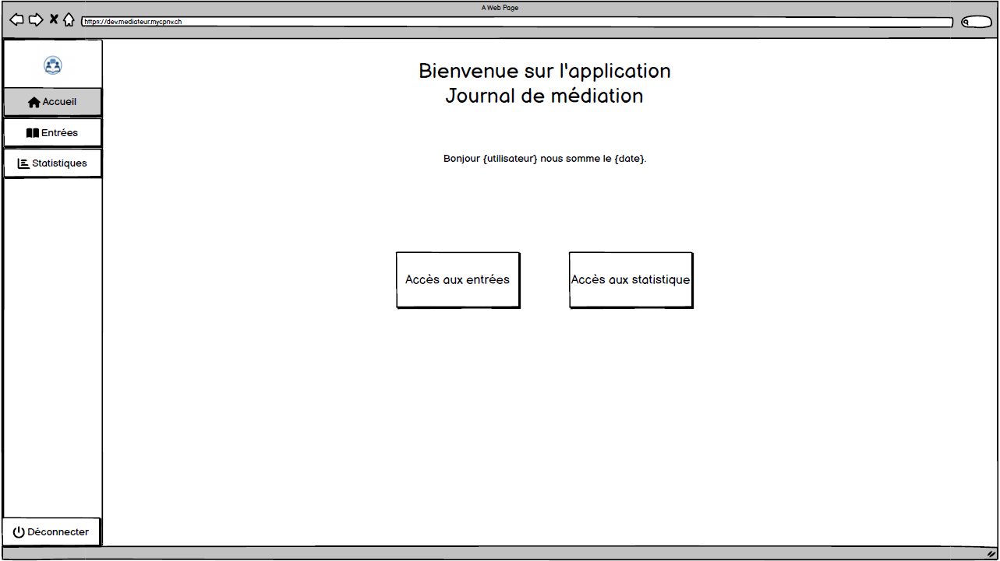 A Web Page
https://dev.mediateur.mycpnv.ch
Accueil
Entrées
Statistiques
Déconnecter
Bienvenue sur l'application
Journal de médiation
Bonjour {utilisateur} nous somme le {date}.
Accès aux entrées
Accès aux statistique